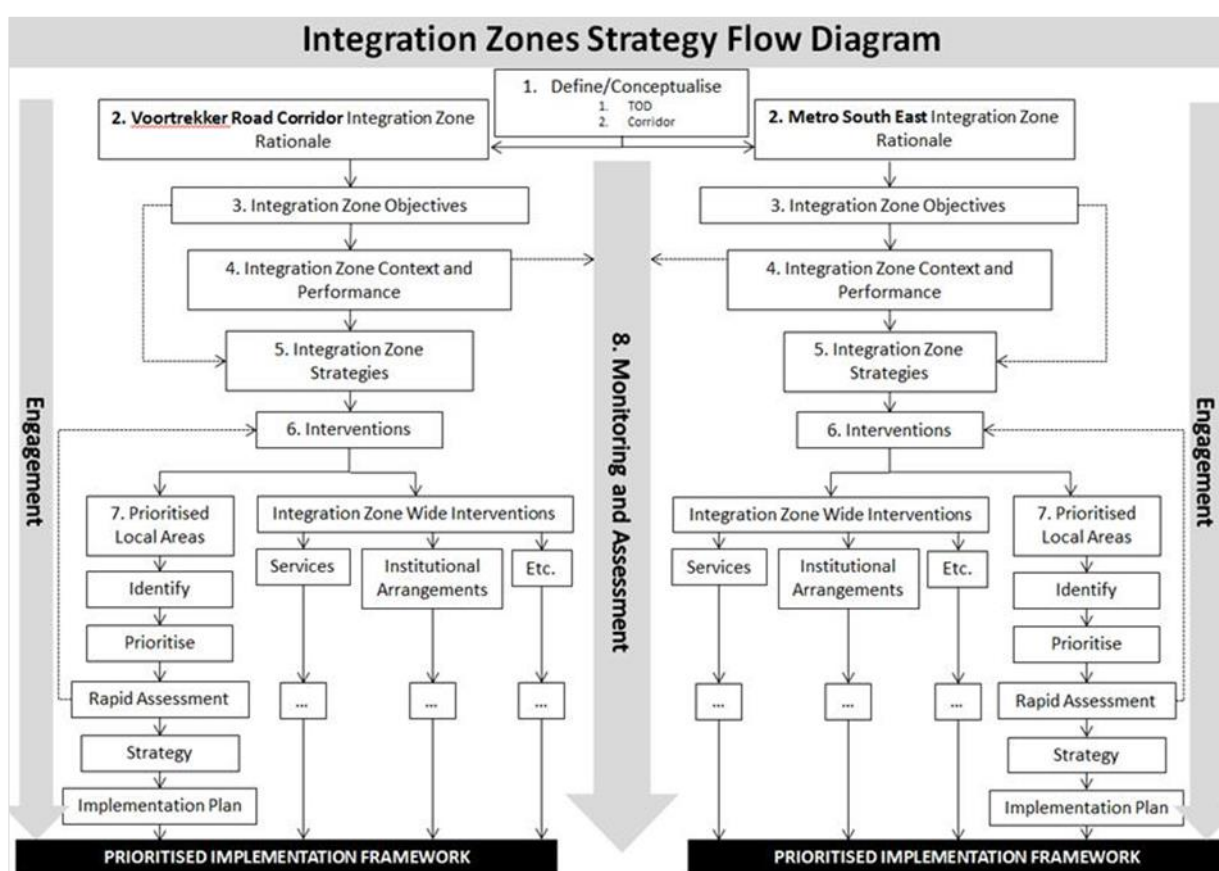 Integration Zones Strategy Flow Diagram
1. Define/Conceptualise
1. TOD
2. Corridor
2. Voortrekker Road Corridor Integration Zone
Rationale
3. Integration Zone Objectives
4. Integration Zone Context and
Performance
5. Integration Zone
Strategies
6. Interventions
7. Prioritised
Local Areas
Identify
Prioritise
Rapid Assessment
Strategy
Implementation Plan
Integration Zone Wide Interventions
Services
Institutional
Arrangements
Etc.
...
...
...
PRIORITISED IMPLEMENTATION FRAMEWORK
Engagement
8. Monitoring and Assessment
2. Metro South East Integration Zone
Rationale
3. Integration Zone Objectives
4. Integration Zone Context and
Performance
5. Integration Zone
Strategies
6. Interventions
Integration Zone Wide Interventions
Services
Institutional
Arrangements
Etc.
...
...
...
7. Prioritised
Local Areas
Identify
Prioritise
Rapid Assessment
Strategy
Implementation Plan
PRIORITISED IMPLEMENTATION FRAMEWORK
Engagement